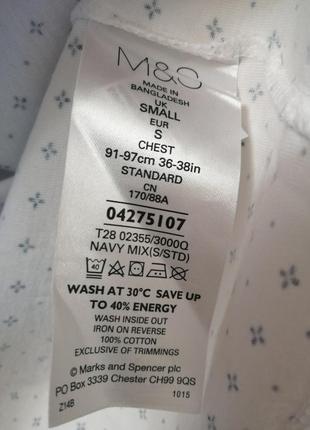 M&S
MADE IN
BANGLADESH
UK
SMALL
EUR
S
CHEST
91-97cm 36-38in
STANDARD
CN
170/88A
04275107
T28 02355/3000Q
NAVY MIX(S/STD)
40
WASH AT 30°C SAVE UP
TO 40% ENERGY
WASH INSIDE OUT
IRON ON REVERSE
100% COTTON
EXCLUSIVE OF TRIMMINGS
© Marks and Spencer plc
PO Box 3339 Chester CH99 9QS
Z14B 1015